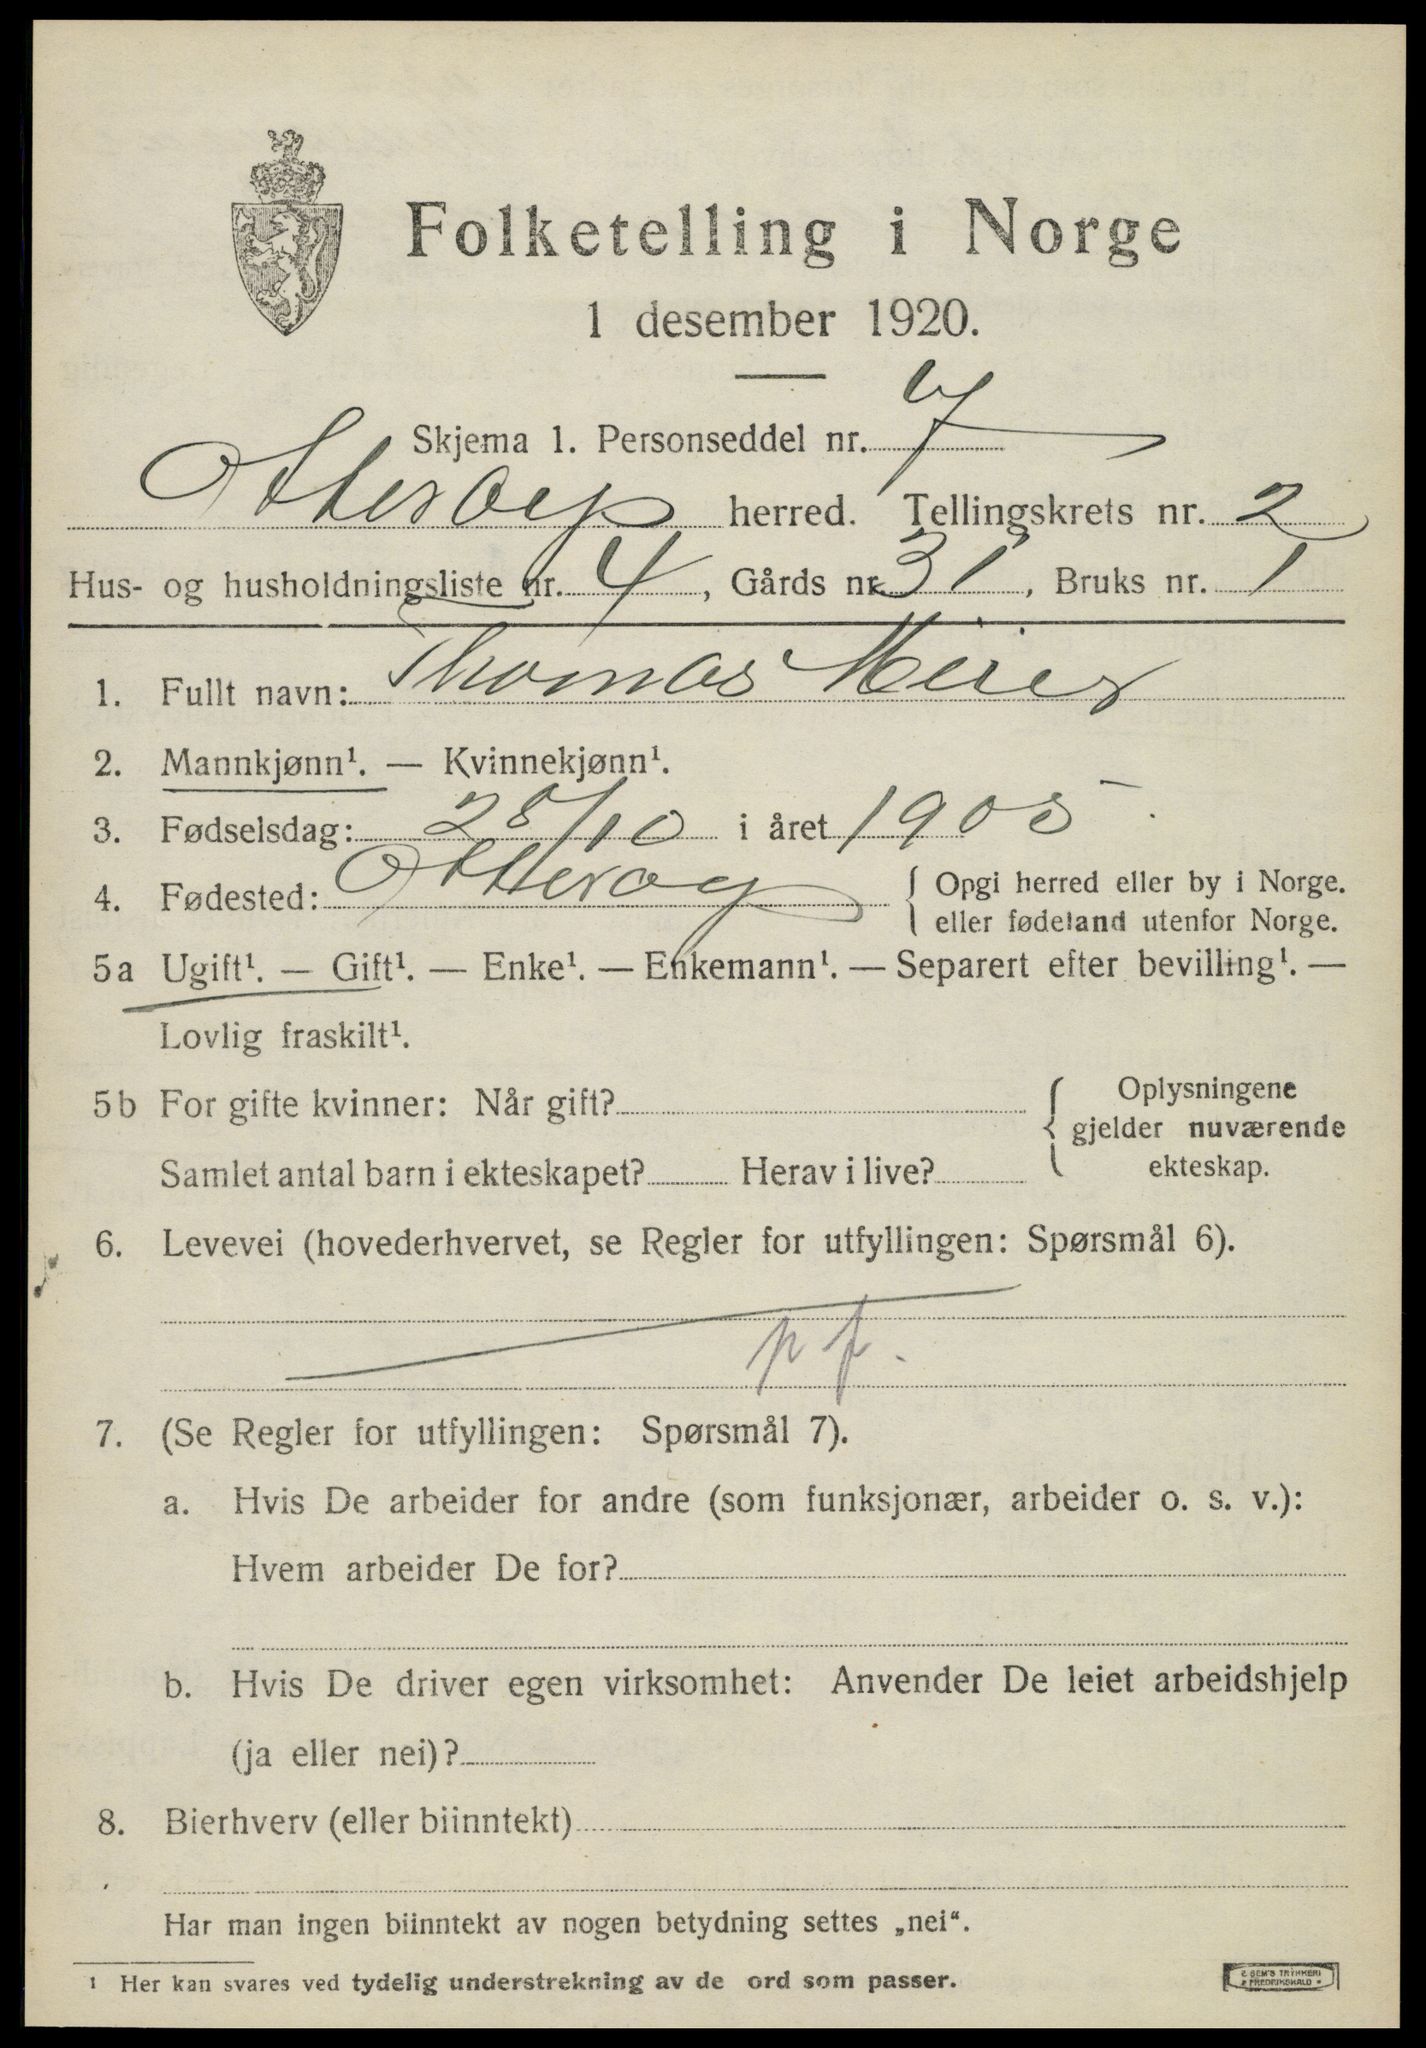 Folketelling i Norge
1 desember 1920.
Skjema 1. Personseddel nr. 7
Otterøy herred. Tellingskrets nr. 2
Hus- og husholdningsliste nr. 4, Gårds nr. 31, Bruks nr. 1
1. Fullt navn: Thomas Meier
2. Mannkjønn¹. — Kvinnekjønn¹.
3. Fødselsdag: 28/10 i året 1905
4. Fødested: Otterøy { Opgi herred eller by i Norge.
eller fødeland utenfor Norge.
5a Ugift¹. — Gift¹. — Enke¹. — Enkemann¹. — Separert efter bevilling¹. —
Lovlig fraskilt¹.
5b For gifte kvinner: Når gift? { Oplysningene
gjelder nuværende
Samlet antal barn i ekteskapet? Herav i live? ekteskap.
6. Levevei (hovederhvervet, se Regler for utfyllingen: Spørsmål 6).
p f.
7. (Se Regler for utfyllingen: Spørsmål 7).
a. Hvis De arbeider for andre (som funksjonær, arbeider o. s. v.):
Hvem arbeider De for?
b. Hvis De driver egen virksomhet: Anvender De leiet arbeidshjelp
(ja eller nei)?
8. Bierhverv (eller biinntekt)
Har man ingen biinntekt av nogen betydning settes „nei“.
¹ Her kan svares ved tydelig understrekning av de ord som passer.
SEM'S TRYKKERI
FREDRIKSHALD